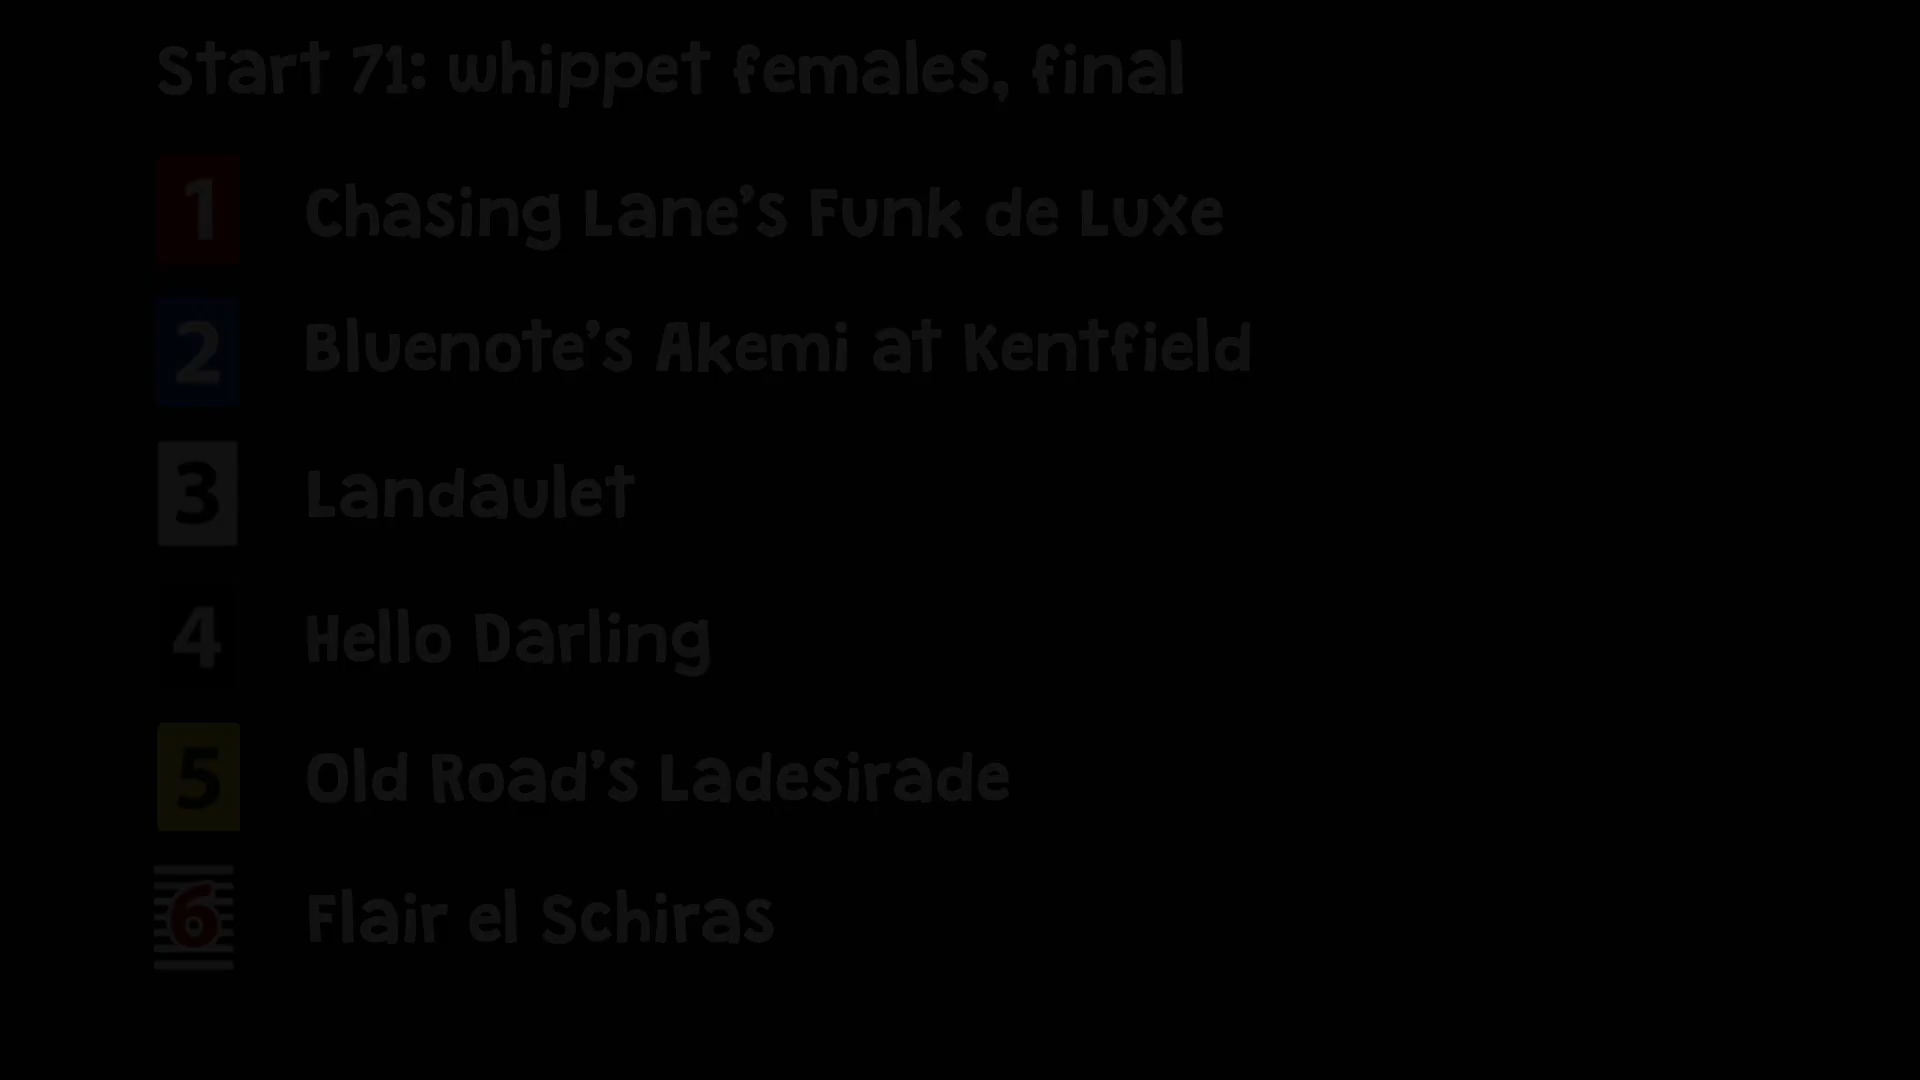 Start 71: whippet females, final
1 Chasing Lane's Funk de Luxe
2 Bluenote's Akemi at Kentfield
3 Landaulet
4 Hello Darling
5 Old Road's Ladesirade
6 Flair el Schiras